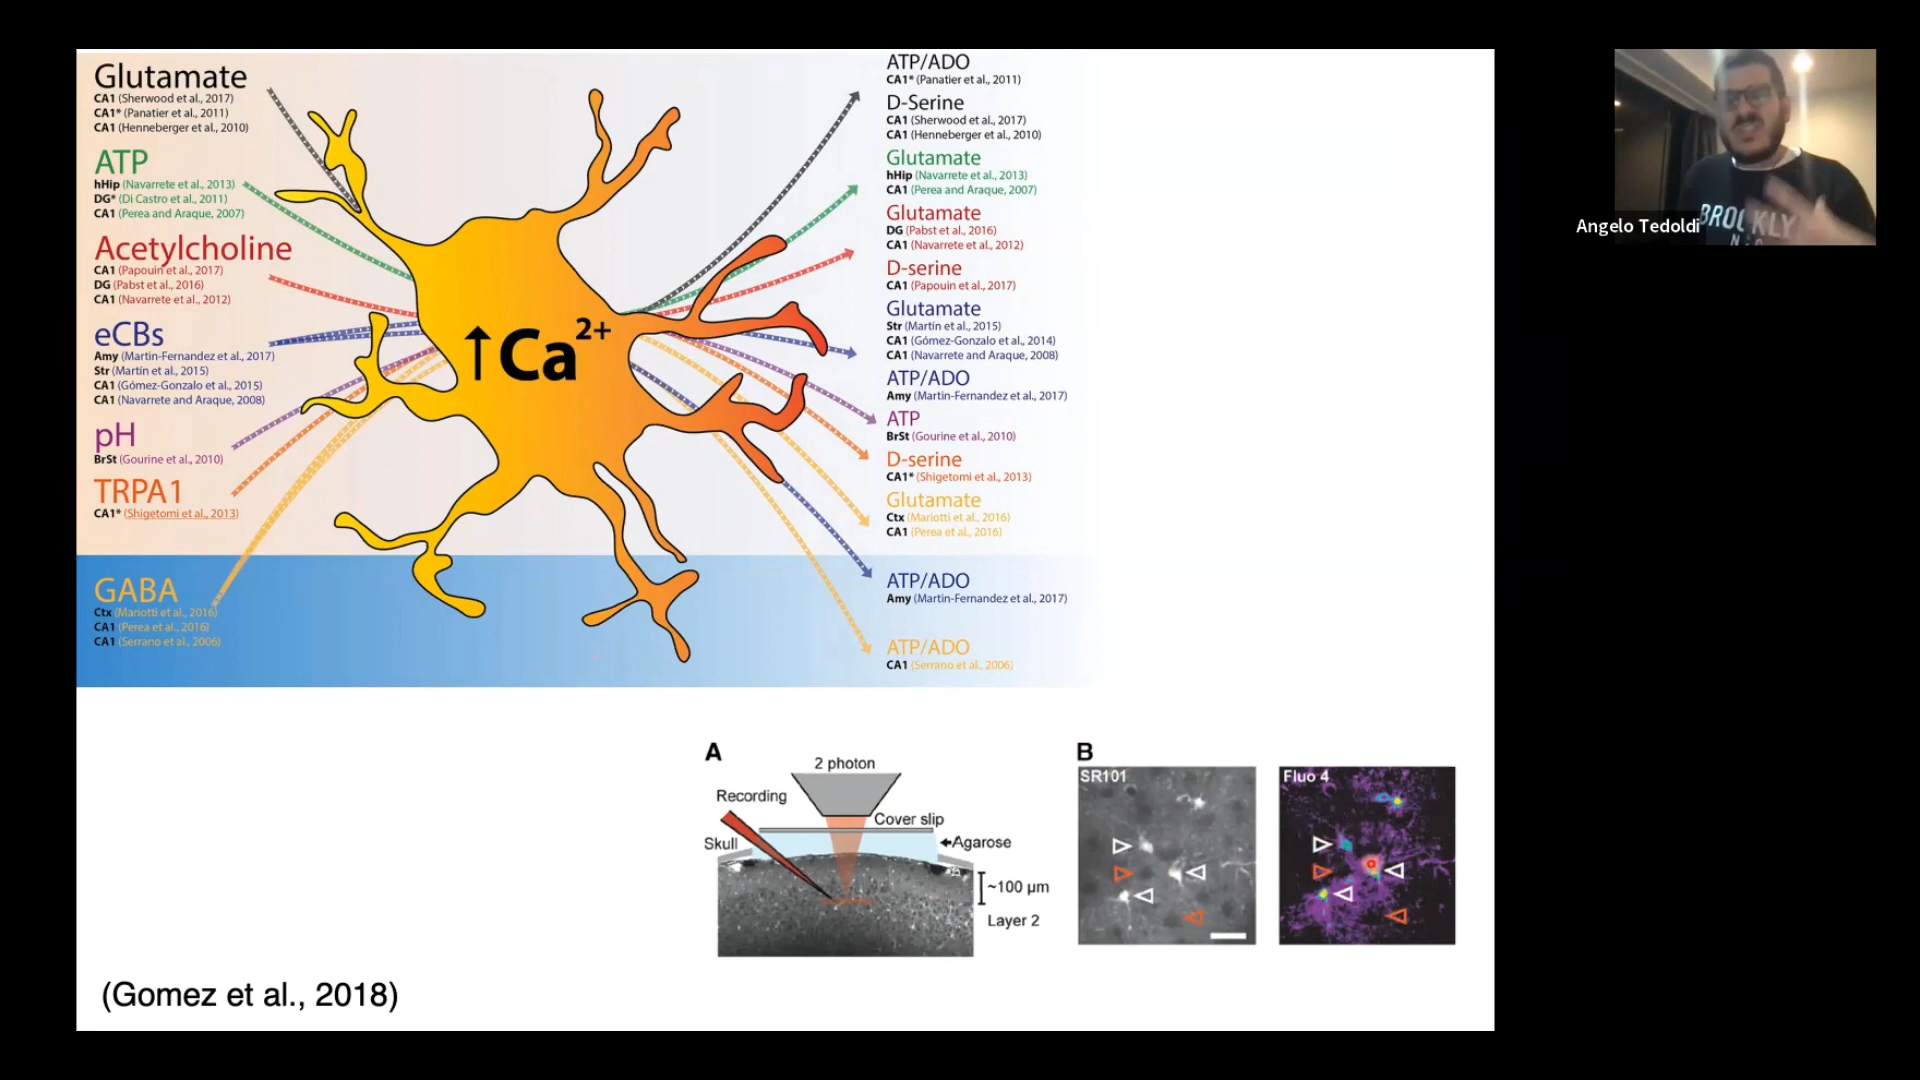 Glutamate
CA1 (Sherwood et al., 2017)
CA1* (Panatier et al., 2011)
CA1 (Henneberger et al., 2010)
ATP
hHip (Navarrete et al., 2013)
DG* (Di Castro et al., 2011)
CA1 (Perea and Araque, 2007)
Acetylcholine
CA1 (Papouin et al., 2017)
DG (Pabst et al., 2016)
CA1 (Navarrete et al., 2012)
eCBs
Amy (Martin-Fernandez et al., 2017)
Str (Martín et al., 2015)
CA1 (Gómez-Gonzalo et al., 2015)
CA1 (Navarrete and Araque, 2008)
pH
BrSt (Gourine et al., 2010)
TRPA1
CA1* (Shigetomi et al., 2013)
GABA
Ctx (Mariotti et al., 2016)
CA1 (Perea et al., 2016)
CA1 (Serrano et al., 2006)
↑Ca2+
ATP/ADO
CA1* (Panatier et al., 2011)
D-Serine
CA1 (Sherwood et al., 2017)
CA1 (Henneberger et al., 2010)
Glutamate
hHip (Navarrete et al., 2013)
CA1 (Perea and Araque, 2007)
Glutamate
DG (Pabst et al., 2016)
CA1 (Navarrete et al., 2012)
D-serine
CA1 (Papouin et al., 2017)
Glutamate
Str (Martín et al., 2015)
CA1 (Gómez-Gonzalo et al., 2014)
CA1 (Navarrete and Araque, 2008)
ATP/ADO
Amy (Martin-Fernandez et al., 2017)
ATP
BrSt (Gourine et al., 2010)
D-serine
CA1* (Shigetomi et al., 2013)
Glutamate
Ctx (Mariotti et al., 2016)
CA1 (Perea et al., 2016)
ATP/ADO
Amy (Martin-Fernandez et al., 2017)
ATP/ADO
CA1 (Serrano et al., 2006)
A
2 photon
Recording
Cover slip
Skull
Agarose
~100 µm
Layer 2
B
SR101
Fluo 4
(Gomez et al., 2018)
Angelo Tedoldi
BROOKLYN